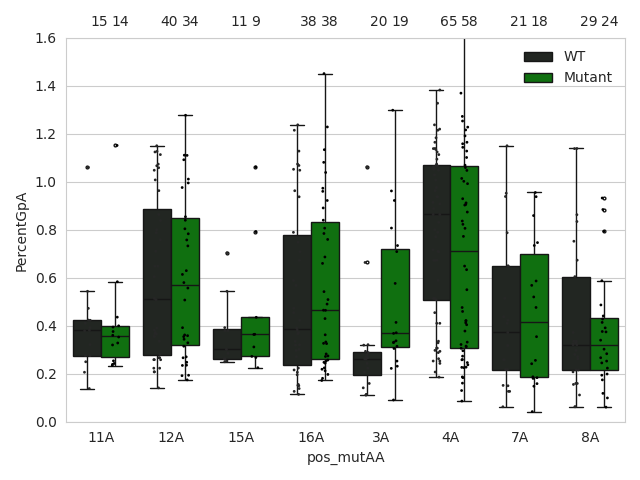 15 14 40 34 11 9 38 38 20 19 65 58 21 18 29 24
1.6
1.4
1.2
1.0
0.8
0.6
0.4
0.2
0.0
PercentGpA
WT
Mutant
11A 12A 15A 16A 3A 4A 7A 8A
pos_mutAA